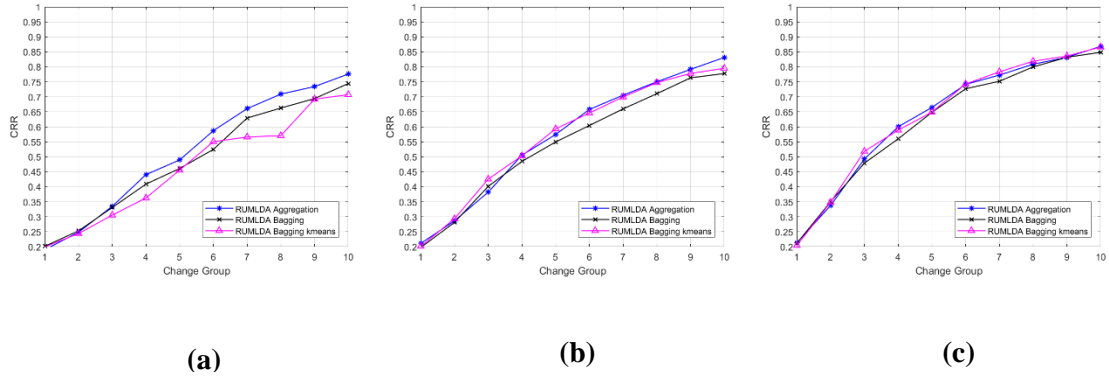 1
0.95
0.9
0.85
0.8
0.75
0.7
0.65
0.6
0.55
0.5
0.45
0.4
0.35
0.3
0.25
0.2
CRR
1 2 3 4 5 6 7 8 9 10
Change Group
RUMLDA Aggregation
RUMLDA Bagging
RUMLDA Bagging kmeans
(a)
1
0.95
0.9
0.85
0.8
0.75
0.7
0.65
0.6
0.55
0.5
0.45
0.4
0.35
0.3
0.25
0.2
CRR
1 2 3 4 5 6 7 8 9 10
Change Group
RUMLDA Aggregation
RUMLDA Bagging
RUMLDA Bagging kmeans
(b)
1
0.95
0.9
0.85
0.8
0.75
0.7
0.65
0.6
0.55
0.5
0.45
0.4
0.35
0.3
0.25
0.2
CRR
1 2 3 4 5 6 7 8 9 10
Change Group
RUMLDA Aggregation
RUMLDA Bagging
RUMLDA Bagging kmeans
(c)